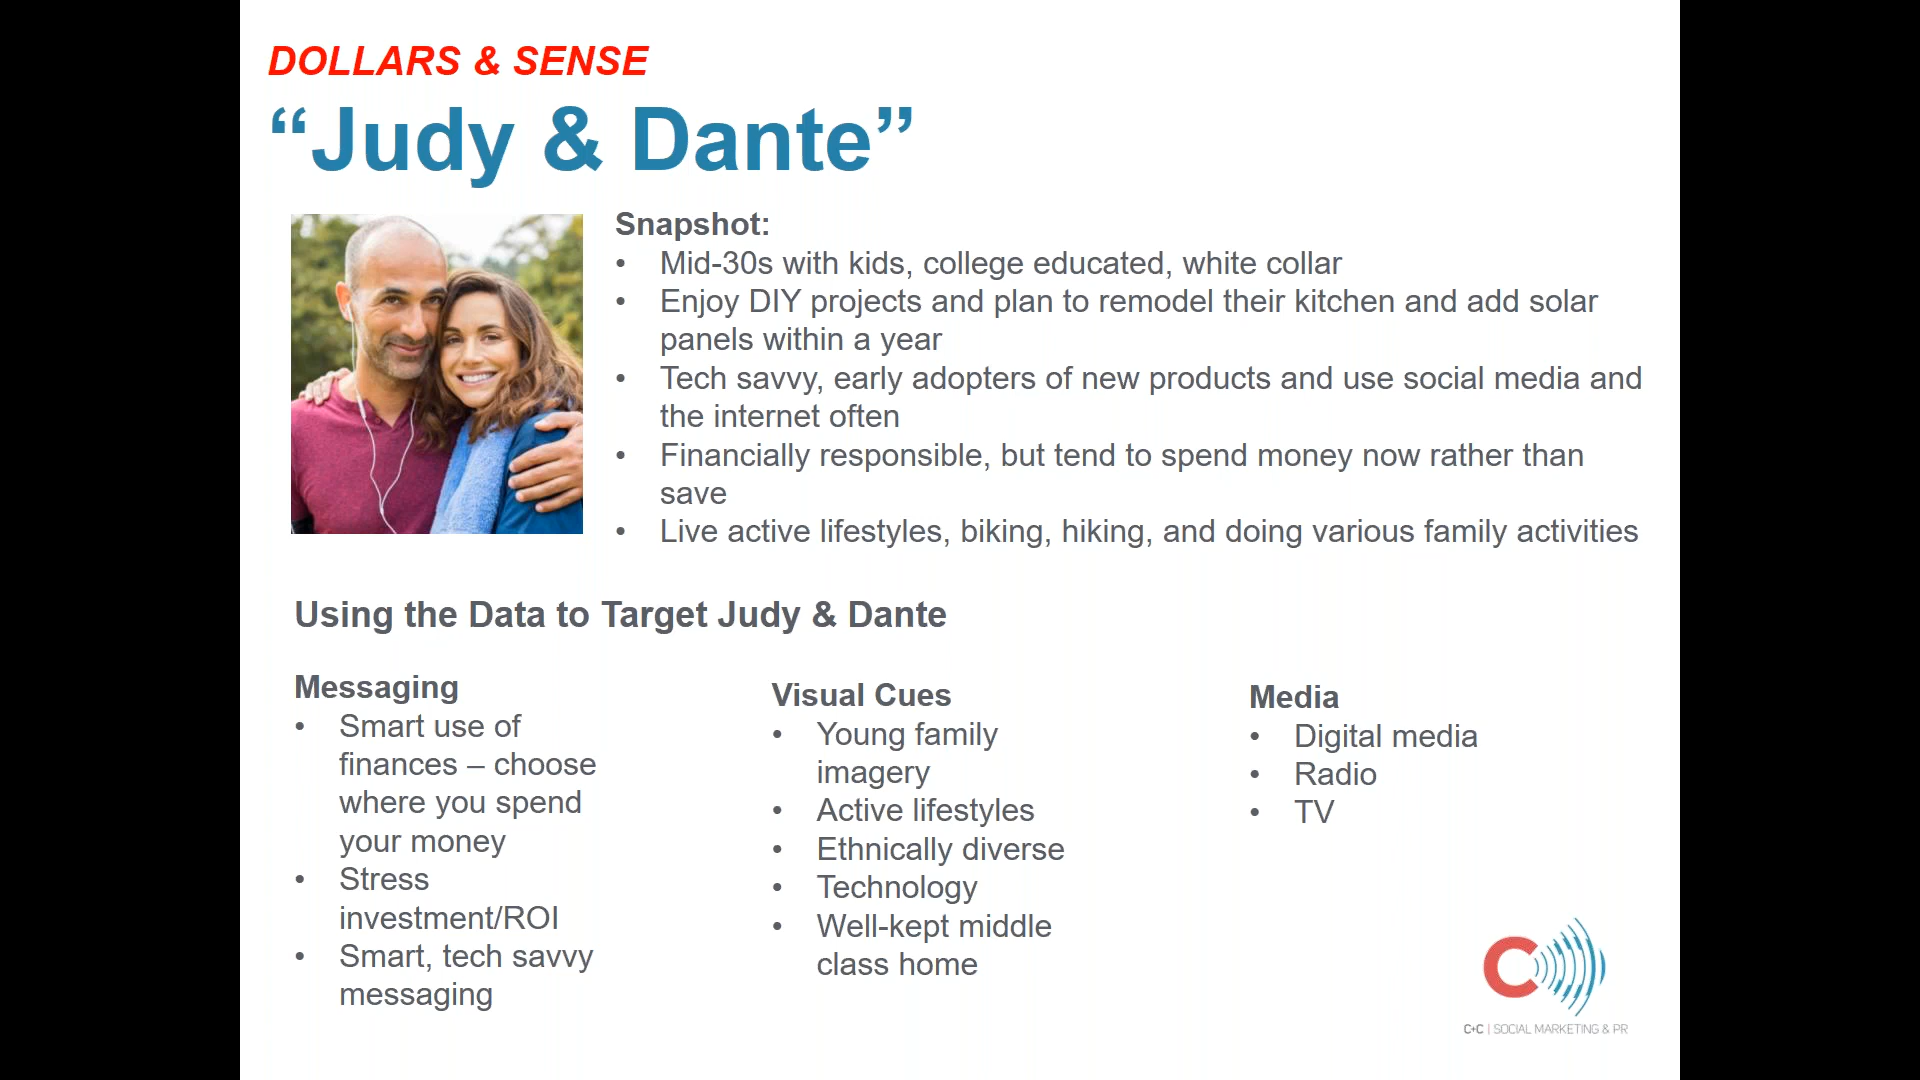 DOLLARS & SENSE
“Judy & Dante”
Snapshot:
• Mid-30s with kids, college educated, white collar
• Enjoy DIY projects and plan to remodel their kitchen and add solar
panels within a year
• Tech savvy, early adopters of new products and use social media and
the internet often
• Financially responsible, but tend to spend money now rather than
save
• Live active lifestyles, biking, hiking, and doing various family activities
Using the Data to Target Judy & Dante
Messaging
• Smart use of
finances – choose
where you spend
your money
• Stress
investment/ROI
• Smart, tech savvy
messaging
Visual Cues
• Young family
imagery
• Active lifestyles
• Ethnically diverse
• Technology
• Well-kept middle
class home
Media
• Digital media
• Radio
• TV
C+C | SOCIAL MARKETING & PR